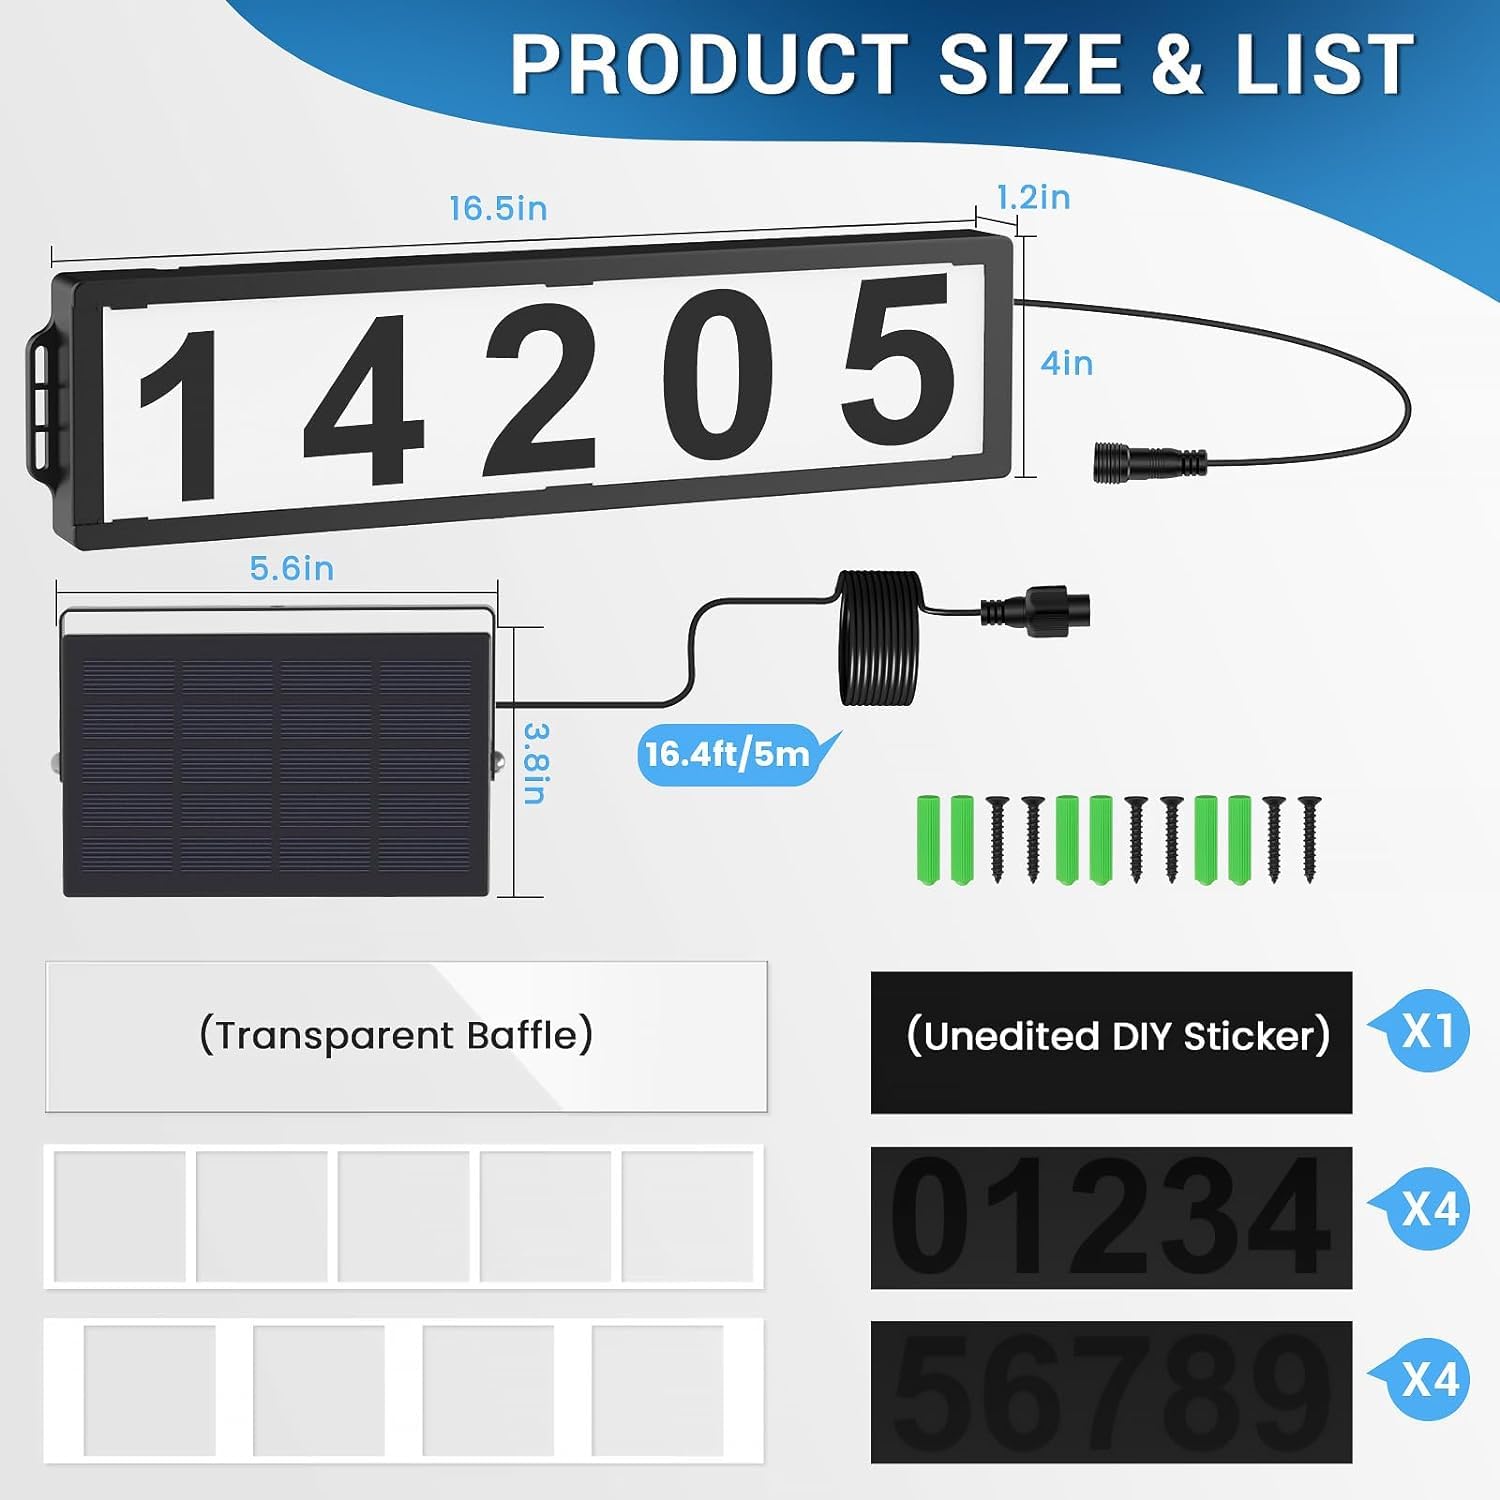 PRODUCT SIZE & LIST
16.5in
1.2in
14205
4in
5.6in
3.8in
16.4ft/5m
(Transparent Baffle)
(Unedited DIY Sticker)
X1
01234
X4
56789
X4